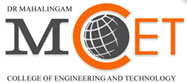 DR MAHALINGAM
MCET
COLLEGE OF ENGINEERING AND TECHNOLOGY